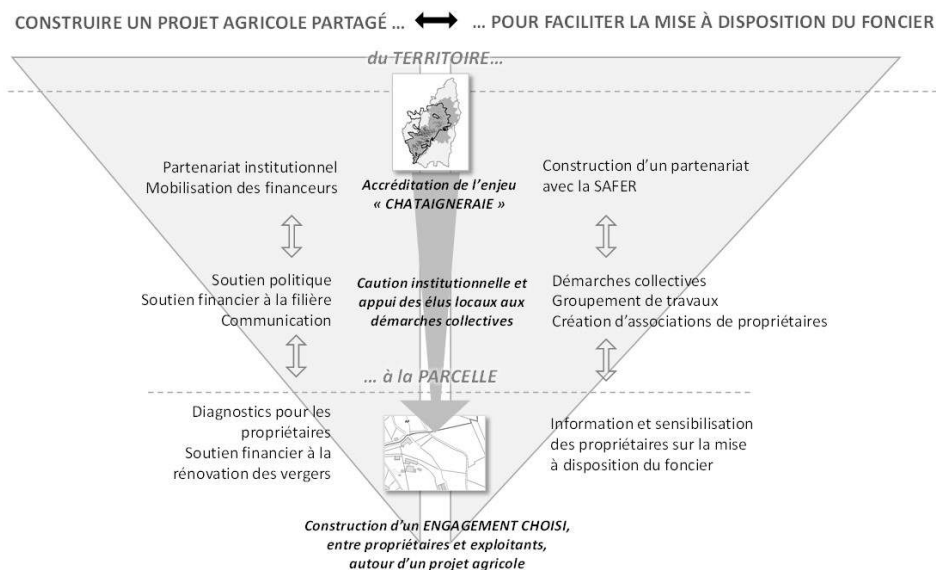 CONSTRUIRE UN PROJET AGRICOLE PARTAGÉ ... ... POUR FACILITER LA MISE À DISPOSITION DU FONCIER
du TERRITOIRE...
Partenariat institutionnel
Mobilisation des financeurs
Accréditation de l'enjeu
« CHATAIGNERAIE »
Construction d'un partenariat
avec la SAFER
Soutien politique
Soutien financier à la filière
Communication
Caution institutionnelle et
appui des élus locaux aux
démarches collectives
Démarches collectives
Groupement de travaux
Création d'associations de propriétaires
... à la PARCELLE
Diagnostics pour les
propriétaires
Soutien financier à la
rénovation des vergers
Information et sensibilisation
des propriétaires sur la mise
à disposition du foncier
Construction d'un ENGAGEMENT CHOISI,
entre propriétaires et exploitants,
autour d'un projet agricole